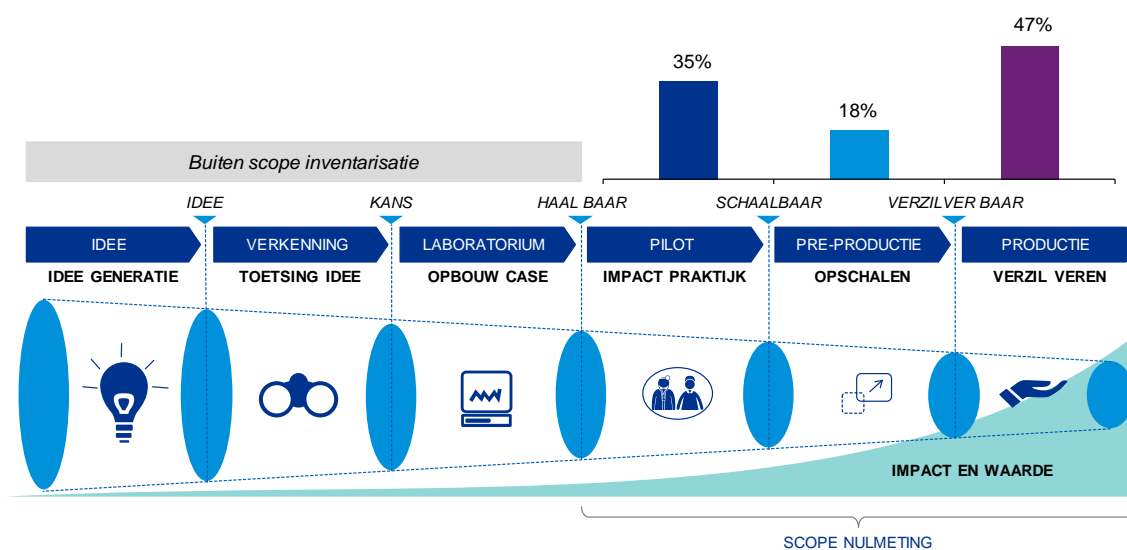 47%
35%
18%
Buiten scope inventarisatie
IDEE
KANS
HAAL BAAR
SCHAALBAAR
VERZILVER BAAR
IDEE
VERKENNING
LABORATORIUM
PILOT
PRE-PRODUCTIE
PRODUCTIE
IDEE GENERATIE
TOETSING IDEE
OPBOUW CASE
IMPACT PRAKTIJK
OPSCHALEN
VERZIL VEREN
IMPACT EN WAARDE
SCOPE NULMETING